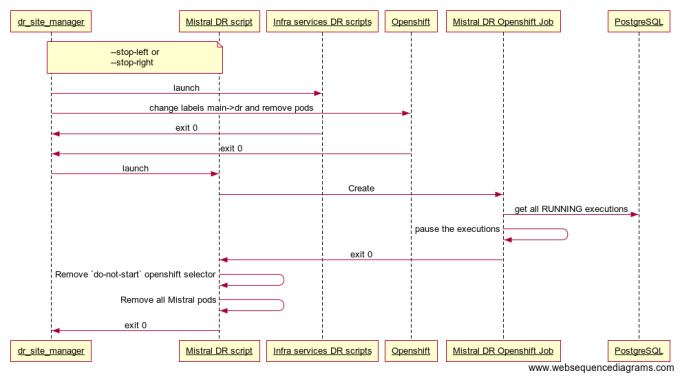 dr_site_manager
Mistral DR script
Infra services DR scripts
Openshift
Mistral DR Openshift Job
PostgreSQL
--stop-left or
--stop-right
launch
change labels main->dr and remove pods
exit 0
exit 0
launch
Create
get all RUNNING executions
pause the executions
exit 0
Remove `do-not-start` openshift selector
Remove all Mistral pods
exit 0
dr_site_manager
Mistral DR script
Infra services DR scripts
Openshift
Mistral DR Openshift Job
PostgreSQL
www.websequencediagrams.com